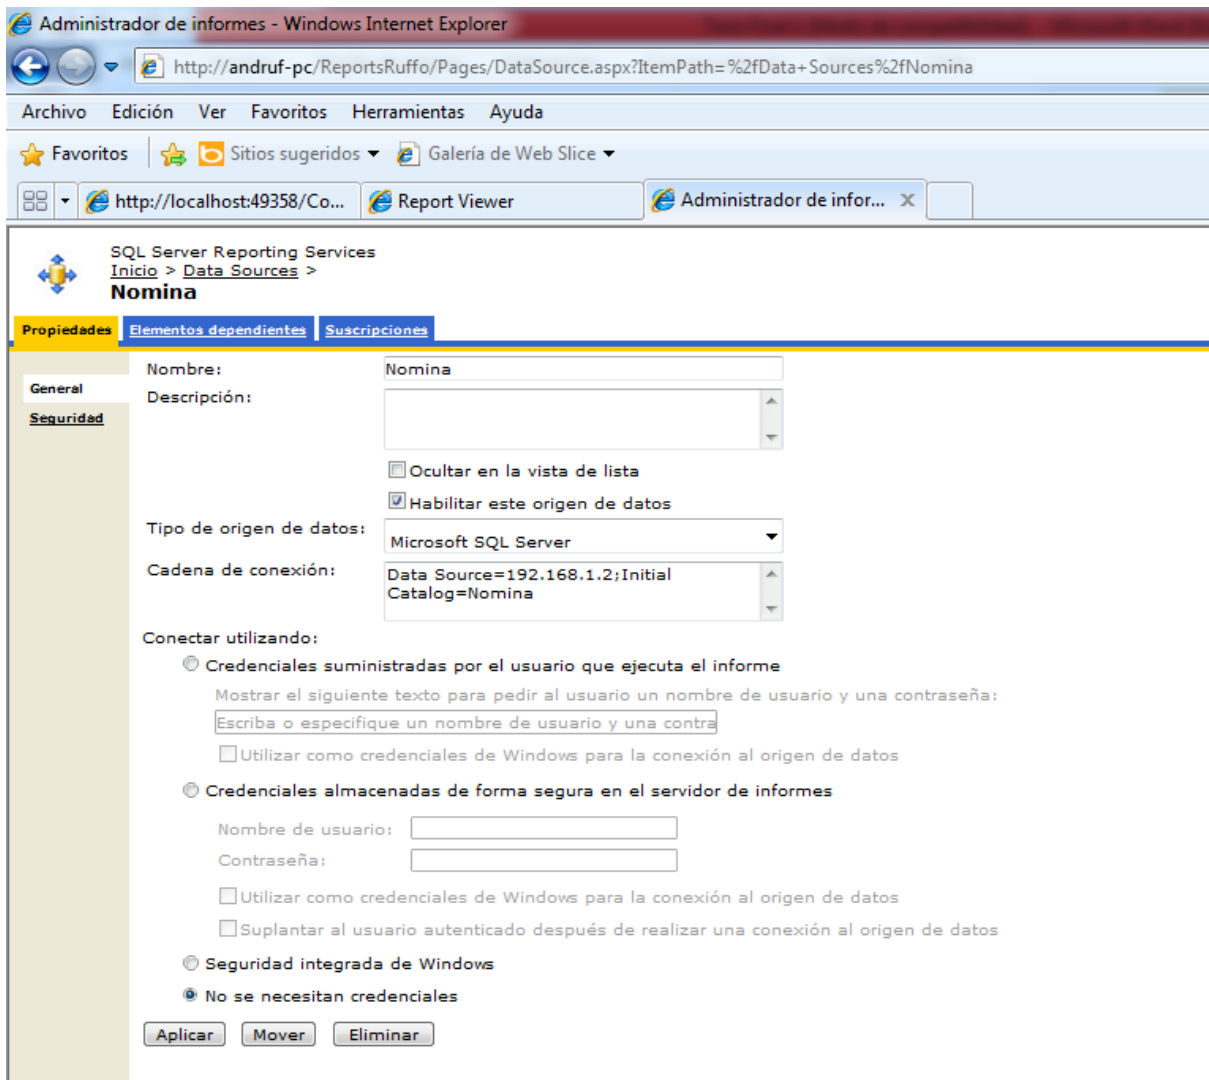 Administrador de informes - Windows Internet Explorer
http://andruf-pc/ReportsRuffo/Pages/DataSource.aspx?ItemPath=%2fData+Sources%2fNomina
Archivo Edición Ver Favoritos Herramientas Ayuda
Favoritos Sitios sugeridos Galería de Web Slice
http://localhost:49358/Co... Report Viewer Administrador de infor... X
SQL Server Reporting Services
Inicio > Data Sources >
Nomina
Propiedades Elementos dependientes Suscripciones
General
Seguridad
Nombre: Nomina
Descripción:
Ocultar en la vista de lista
Habilitar este origen de datos
Tipo de origen de datos: Microsoft SQL Server
Cadena de conexión: Data Source=192.168.1.2;Initial
Catalog=Nomina
Conectar utilizando:
Credenciales suministradas por el usuario que ejecuta el informe
Mostrar el siguiente texto para pedir al usuario un nombre de usuario y una contraseña:
Escriba o especifique un nombre de usuario y una contra
Utilizar como credenciales de Windows para la conexión al origen de datos
Credenciales almacenadas de forma segura en el servidor de informes
Nombre de usuario:
Contraseña:
Utilizar como credenciales de Windows para la conexión al origen de datos
Suplantar al usuario autenticado después de realizar una conexión al origen de datos
Seguridad integrada de Windows
No se necesitan credenciales
Aplicar Mover Eliminar